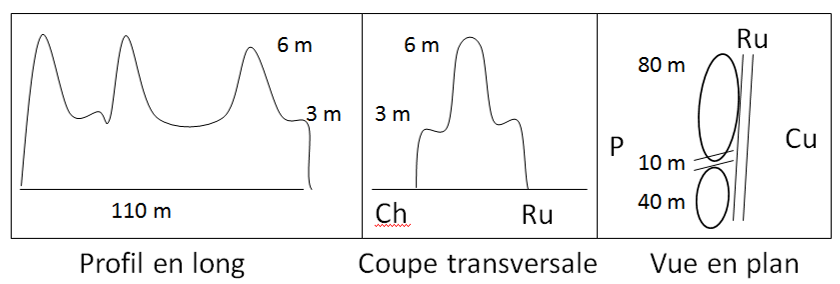 6 m
3 m
110 m
6 m
3 m
Ch
Ru
Ru
80 m
P
Cu
10 m
40 m
Profil en long
Coupe transversale
Vue en plan